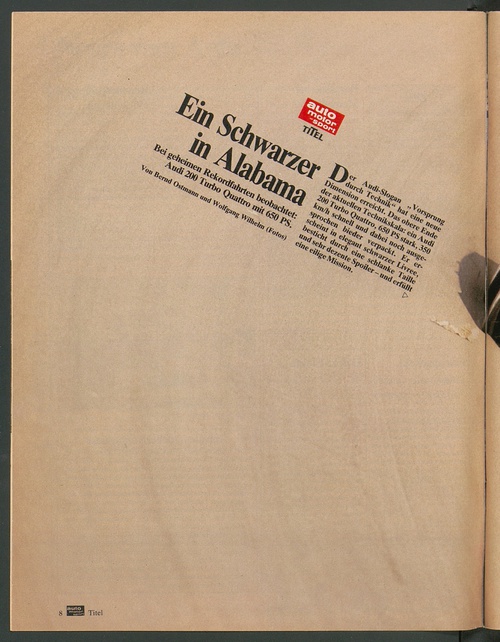 auto
motor
und sport
TITEL
Ein Schwarzer
in Alabama
Bei geheimen Rekordfahrten beobachtet:
Audi 200 Turbo Quattro mit 650 PS.
Von Bernd Ostmann und Wolfgang Wilhelm (Fotos)
Der Audi-Slogan „Vorsprung
durch Technik“ hat eine neue
Dimension erreicht. Das obere Ende
der aktuellen Technikskala: ein Audi
200 Turbo Quattro, 650 PS stark, 350
km/h schnell und dabei noch ausge-
sprochen bieder verpackt. Er er-
scheint in elegant schwarzer Livree,
besticht durch eine schlanke Taille
und sehr dezente Spoiler – und erfüllt
eine eilige Mission.
8 auto Titel